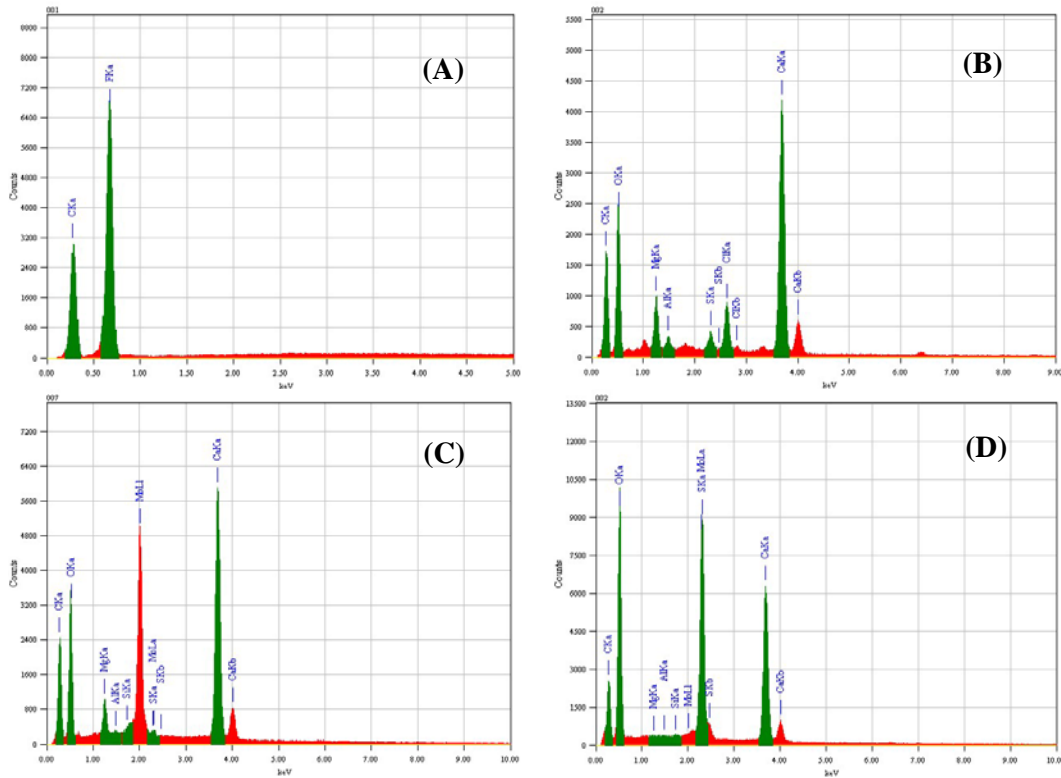 001
(A)
Counts
8000
7200
6400
5600
4800
4000
3200
2400
1600
800
0
CKa
FKa
0.00 0.50 1.00 1.50 2.00 2.50 3.00 3.50 4.00 4.50 5.00
keV
002
(B)
Counts
5500
5000
4500
4000
3500
3000
2500
2000
1500
1000
500
0
CKa
OKa
MgKa
AlKa
SKa
SKb
ClKa
ClKb
CaKa
CaKb
0.00 1.00 2.00 3.00 4.00 5.00 6.00 7.00 8.00 9.00
keV
007
(C)
Counts
7200
6400
5600
4800
4000
3200
2400
1600
800
0
CKa
OKa
MgKa
AlKa
SiKa
MoLl
SKa MoLa
SKb
CaKa
CaKb
0.00 1.00 2.00 3.00 4.00 5.00 6.00 7.00 8.00 9.00 10.00
keV
002
(D)
Counts
13500
12000
10500
9000
7500
6000
4500
3000
1500
0
CKa
OKa
MgKa
AlKa
SiKa
MoLl
SKa MoLa
SKb
CaKa
CaKb
0.00 1.00 2.00 3.00 4.00 5.00 6.00 7.00 8.00 9.00 10.0
keV